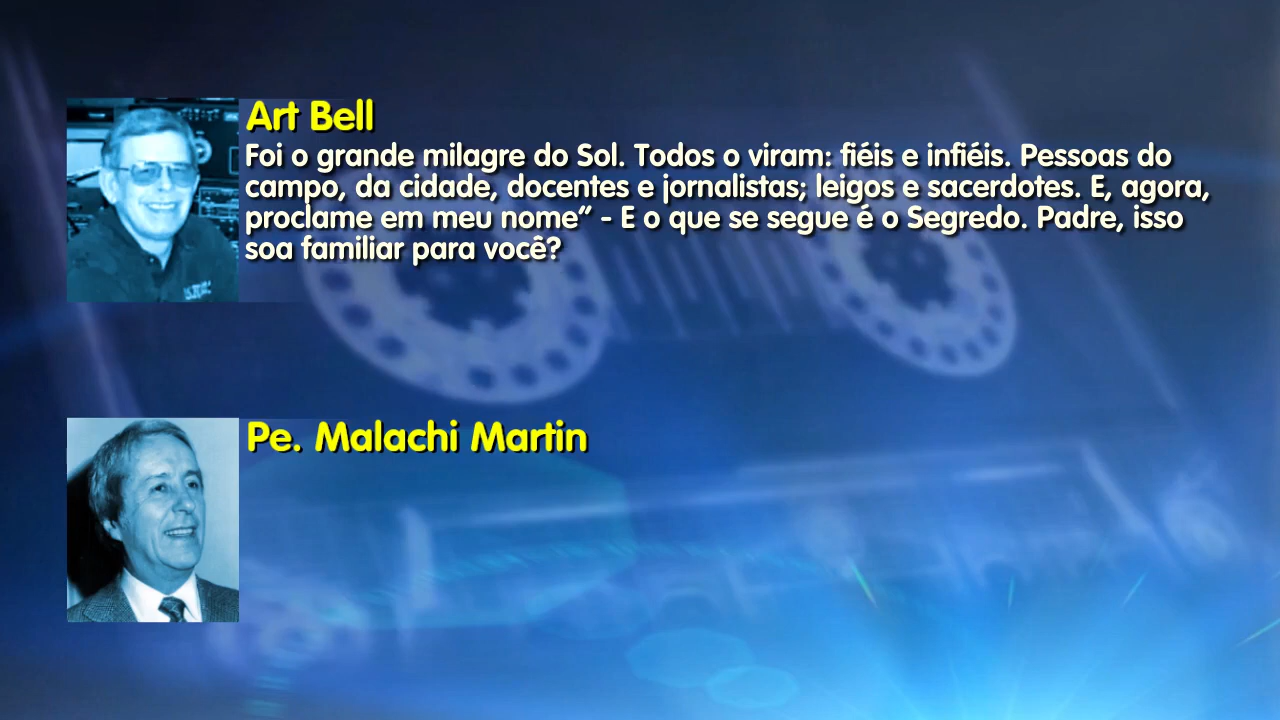 Art Bell
Foi o grande milagre do Sol. Todos o viram: fiéis e infiéis. Pessoas do
campo, da cidade, docentes e jornalistas; leigos e sacerdotes. E, agora,
proclame em meu nome” - E o que se segue é o Segredo. Padre, isso
soa familiar para você?
Pe. Malachi Martin